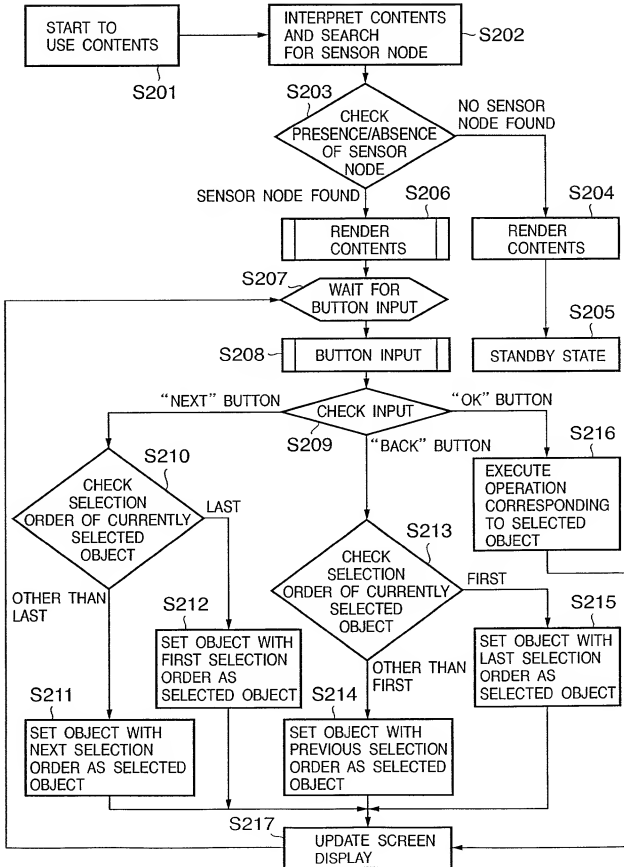 START TO
USE CONTENTS
S201
INTERPRET CONTENTS
AND SEARCH
FOR SENSOR NODE
S202
S203
CHECK
PRESENCE/ABSENCE
OF SENSOR
NODE
NO SENSOR
NODE FOUND
SENSOR NODE FOUND
S206
RENDER
CONTENTS
S204
RENDER
CONTENTS
S207
WAIT FOR
BUTTON INPUT
S205
STANDBY STATE
S208
BUTTON INPUT
"NEXT" BUTTON
CHECK INPUT
"OK" BUTTON
S209
"BACK" BUTTON
S210
CHECK
SELECTION
ORDER OF CURRENTLY
SELECTED
OBJECT
LAST
OTHER THAN
LAST
S216
EXECUTE
OPERATION
CORRESPONDING
TO SELECTED
OBJECT
S213
CHECK
SELECTION
ORDER OF CURRENTLY
SELECTED
OBJECT
FIRST
OTHER THAN
FIRST
S212
SET OBJECT WITH
FIRST SELECTION
ORDER AS
SELECTED OBJECT
S215
SET OBJECT WITH
LAST SELECTION
ORDER AS
SELECTED OBJECT
S211
SET OBJECT WITH
NEXT SELECTION
ORDER AS SELECTED
OBJECT
S214
SET OBJECT WITH
PREVIOUS SELECTION
ORDER AS SELECTED
OBJECT
S217
UPDATE SCREEN
DISPLAY